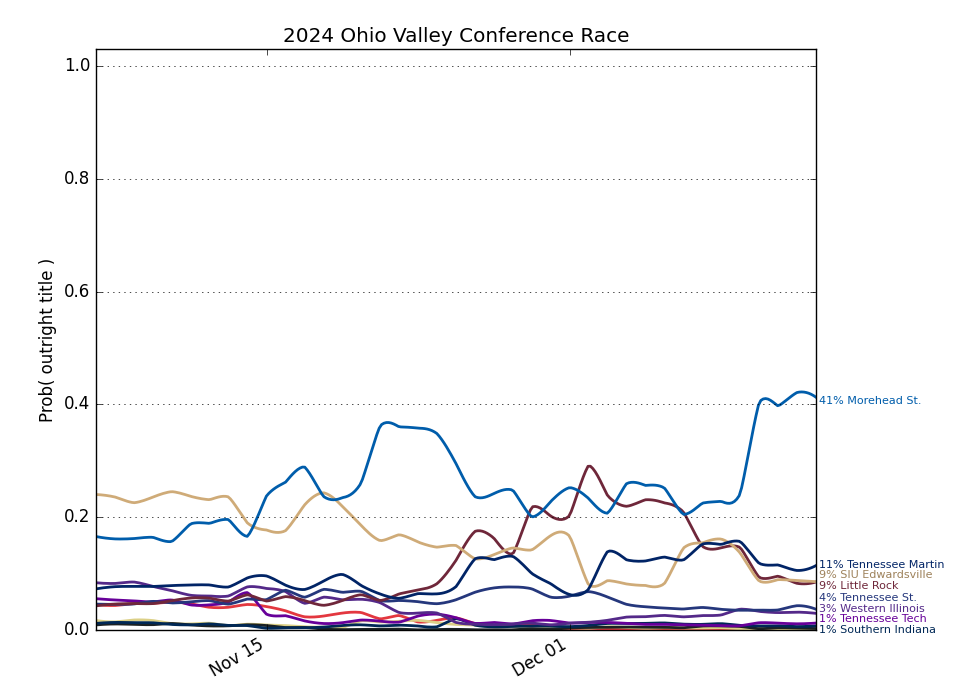 2024 Ohio Valley Conference Race
1.0
0.8
0.6
0.4
0.2
0.0
Prob( outright title )
41% Morehead St.
11% Tennessee Martin
9% SIU Edwardsville
9% Little Rock
4% Tennessee St.
3% Western Illinois
1% Tennessee Tech
1% Southern Indiana
Nov 15
Dec 01